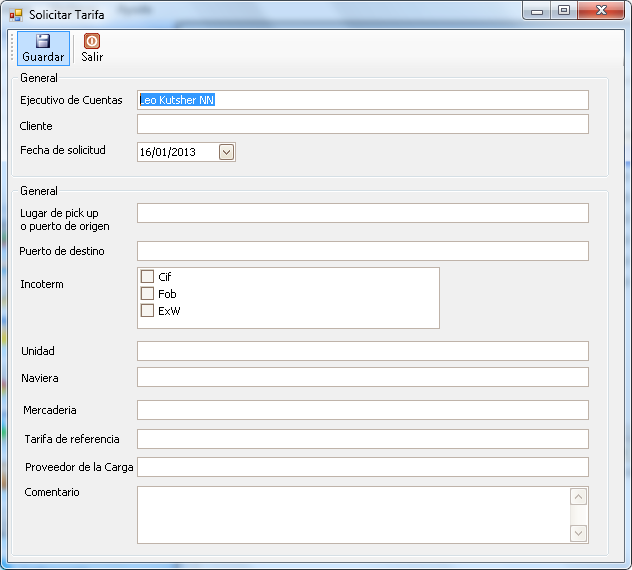 Solicitar Tarifa
Guardar Salir
General
Ejecutivo de Cuentas Leo Kutsher NN
Cliente
Fecha de solicitud 16/01/2013
General
Lugar de pick up
o puerto de origen
Puerto de destino
Incoterm
Cif
Fob
ExW
Unidad
Naviera
Mercaderia
Tarifa de referencia
Proveedor de la Carga
Comentario